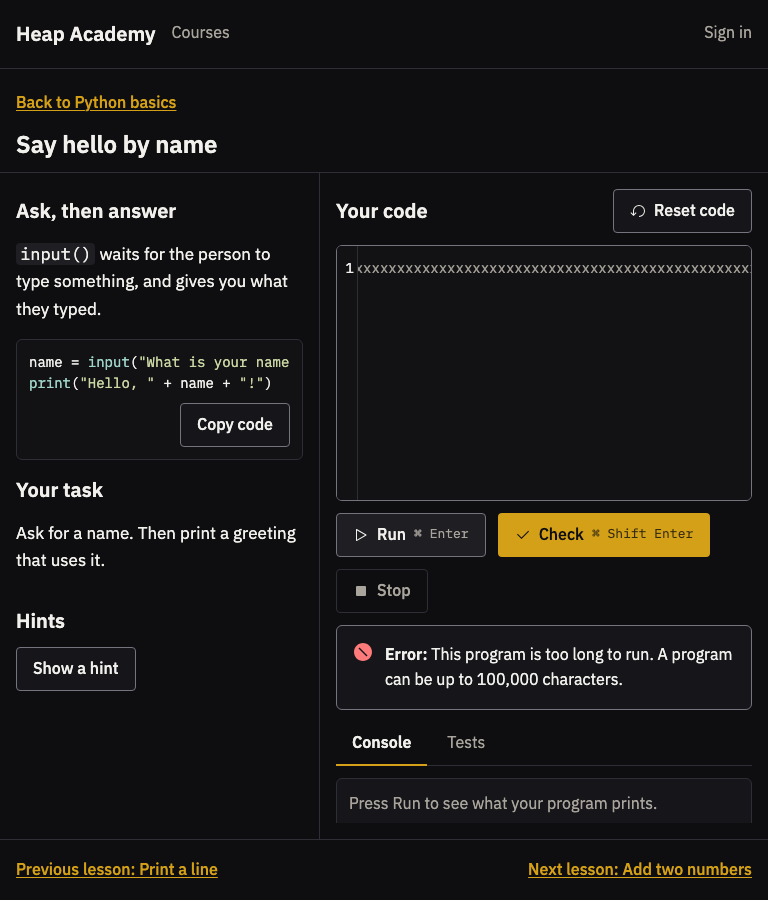 Heap Academy Courses Sign in
Back to Python basics
Say hello by name
Ask, then answer
input() waits for the person to
type something, and gives you what
they typed.
name = input("What is your name
print("Hello, " + name + "!")
Copy code
Your task
Ask for a name. Then print a greeting
that uses it.
Hints
Show a hint
Your code
Reset code
1 xxxxxxxxxxxxxxxxxxxxxxxxxxxxxxxxxxxxxxxxxxxxxxx
Run ⌘ Enter
Check ⌘ Shift Enter
Stop
Error: This program is too long to run. A program
can be up to 100,000 characters.
Console Tests
Press Run to see what your program prints.
Previous lesson: Print a line
Next lesson: Add two numbers